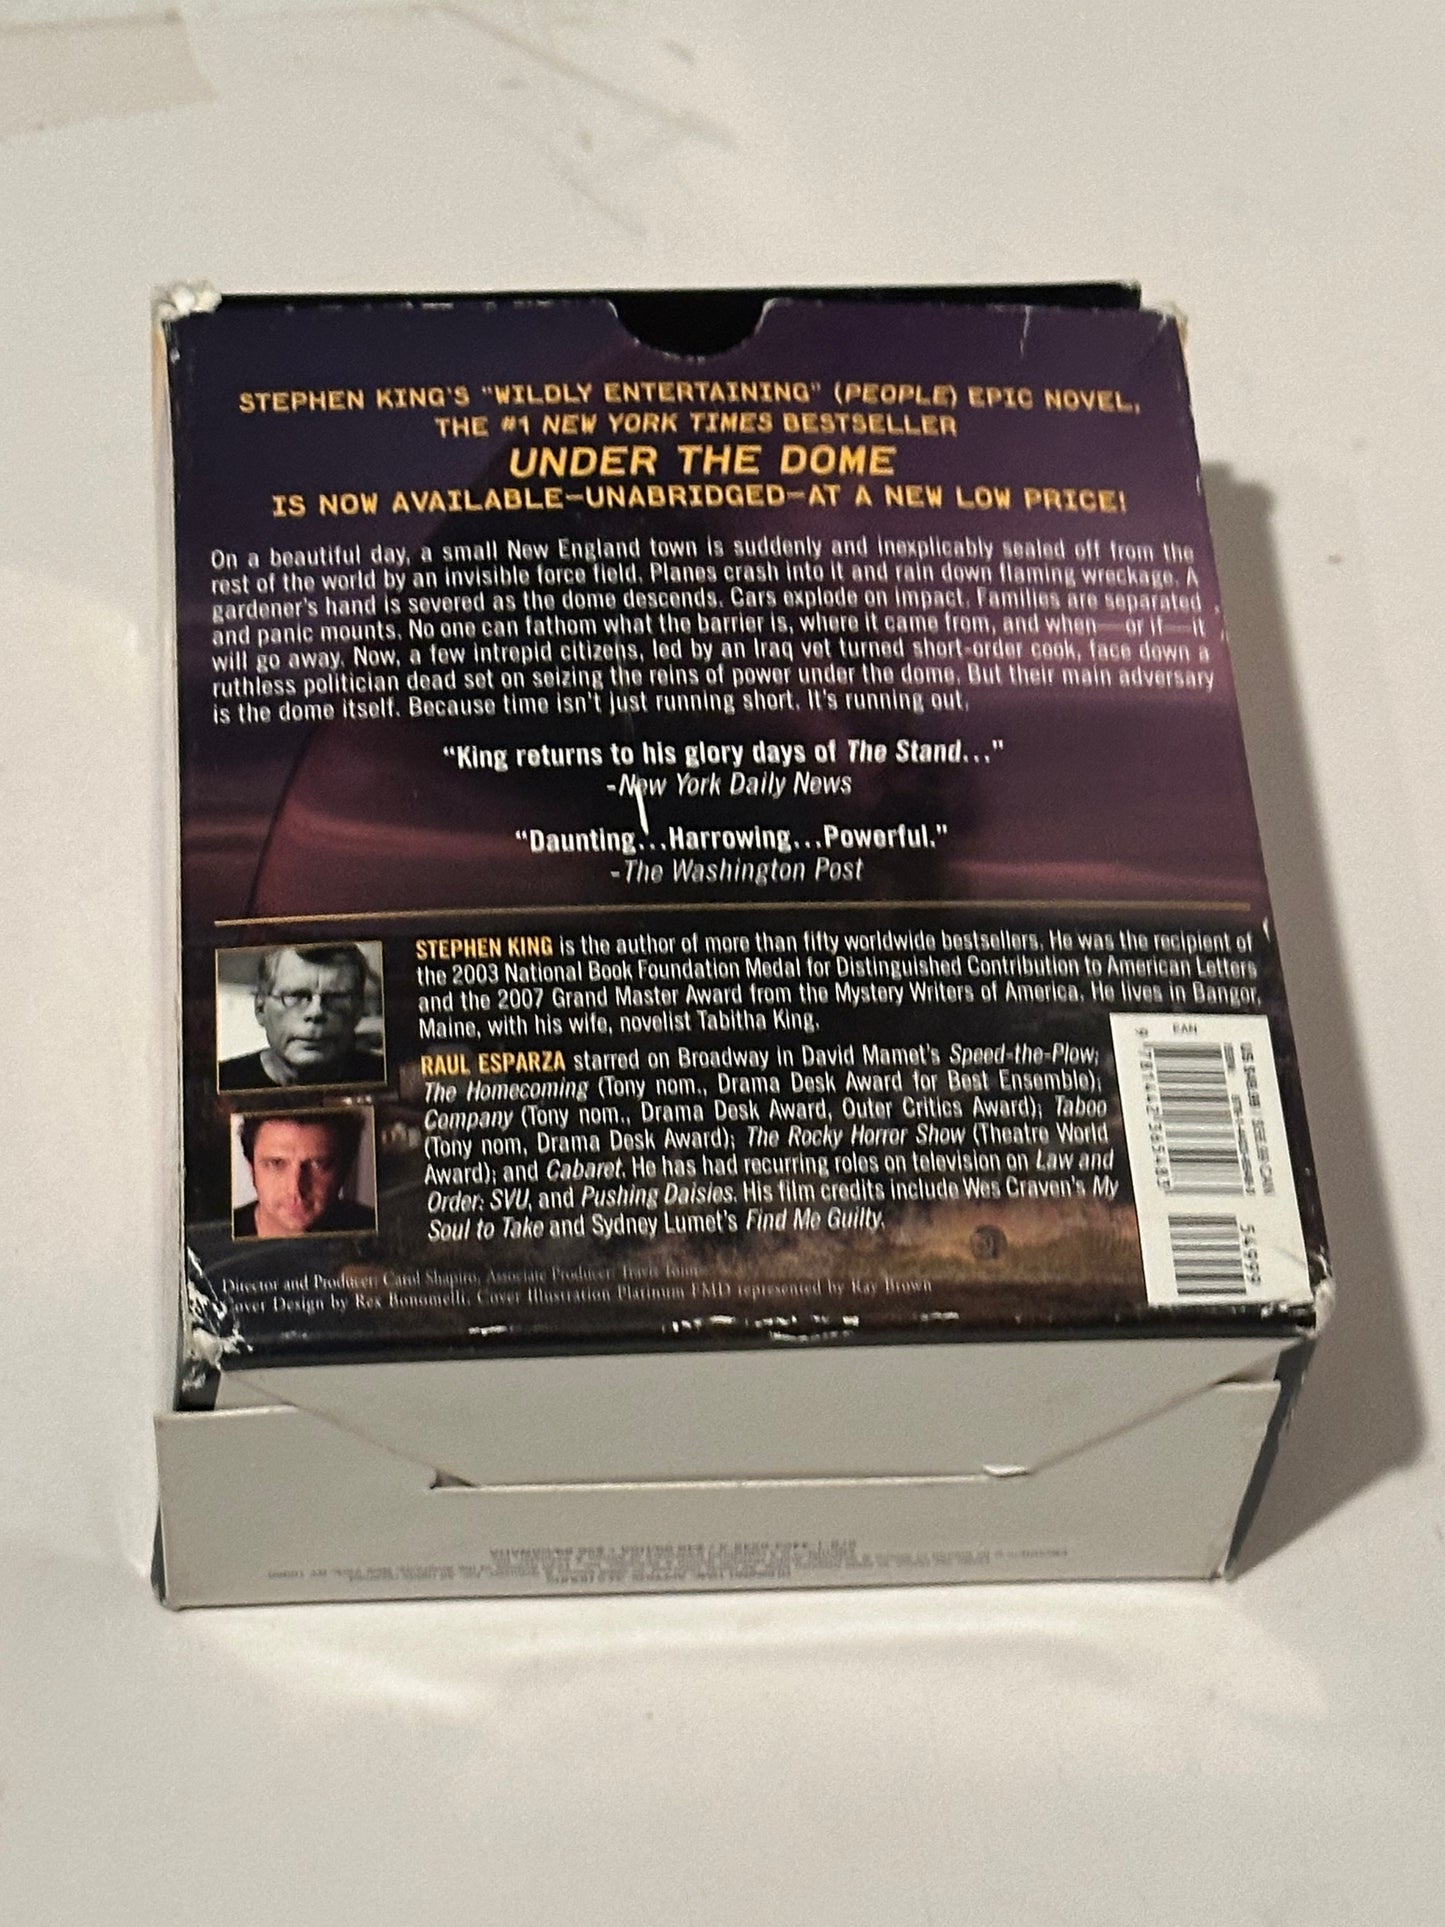 STEPHEN KING'S "WILDLY ENTERTAINING" (PEOPLE) EPIC NOVEL,
THE #1 NEW YORK TIMES BESTSELLER
UNDER THE DOME
IS NOW AVAILABLE—UNABRIDGED—AT A NEW LOW PRICE!
On a beautiful day, a small New England town is suddenly and inexplicably sealed off from the
rest of the world by an invisible force field. Planes crash into it and rain down flaming wreckage. A
gardener's hand is severed as the dome descends. Cars explode on impact. Families are separated
and panic mounts. No one can fathom what the barrier is, where it came from, and when—or if—it
will go away. Now, a few intrepid citizens, led by an Iraq vet turned short-order cook, face down a
ruthless politician dead set on seizing the reins of power under the dome. But their main adversary
is the dome itself. Because time isn't just running short. It's running out.
"King returns to his glory days of The Stand..."
-New York Daily News
"Daunting...Harrowing...Powerful."
-The Washington Post
STEPHEN KING is the author of more than fifty worldwide bestsellers. He was the recipient of
the 2003 National Book Foundation Medal for Distinguished Contribution to American Letters
and the 2007 Grand Master Award from the Mystery Writers of America. He lives in Bangor,
Maine, with his wife, novelist Tabitha King.
RAUL ESPARZA starred on Broadway in David Mamet's Speed-the-Plow;
The Homecoming (Tony nom., Drama Desk Award for Best Ensemble);
Company (Tony nom., Drama Desk Award, Outer Critics Award); Taboo
(Tony nom, Drama Desk Award); The Rocky Horror Show (Theatre World
Award); and Cabaret. He has had recurring roles on television on Law and
Order: SVU, and Pushing Daisies. His film credits include Wes Craven's My
Soul to Take and Sydney Lumet's Find Me Guilty.
Director and Producer: Carol Shapiro, Associate Producer: Travis
Cover Design by Rex Bonomelli, Cover Illustration Platinum FMD represented by Ray Brown
EAN
9 781442 365483
54999